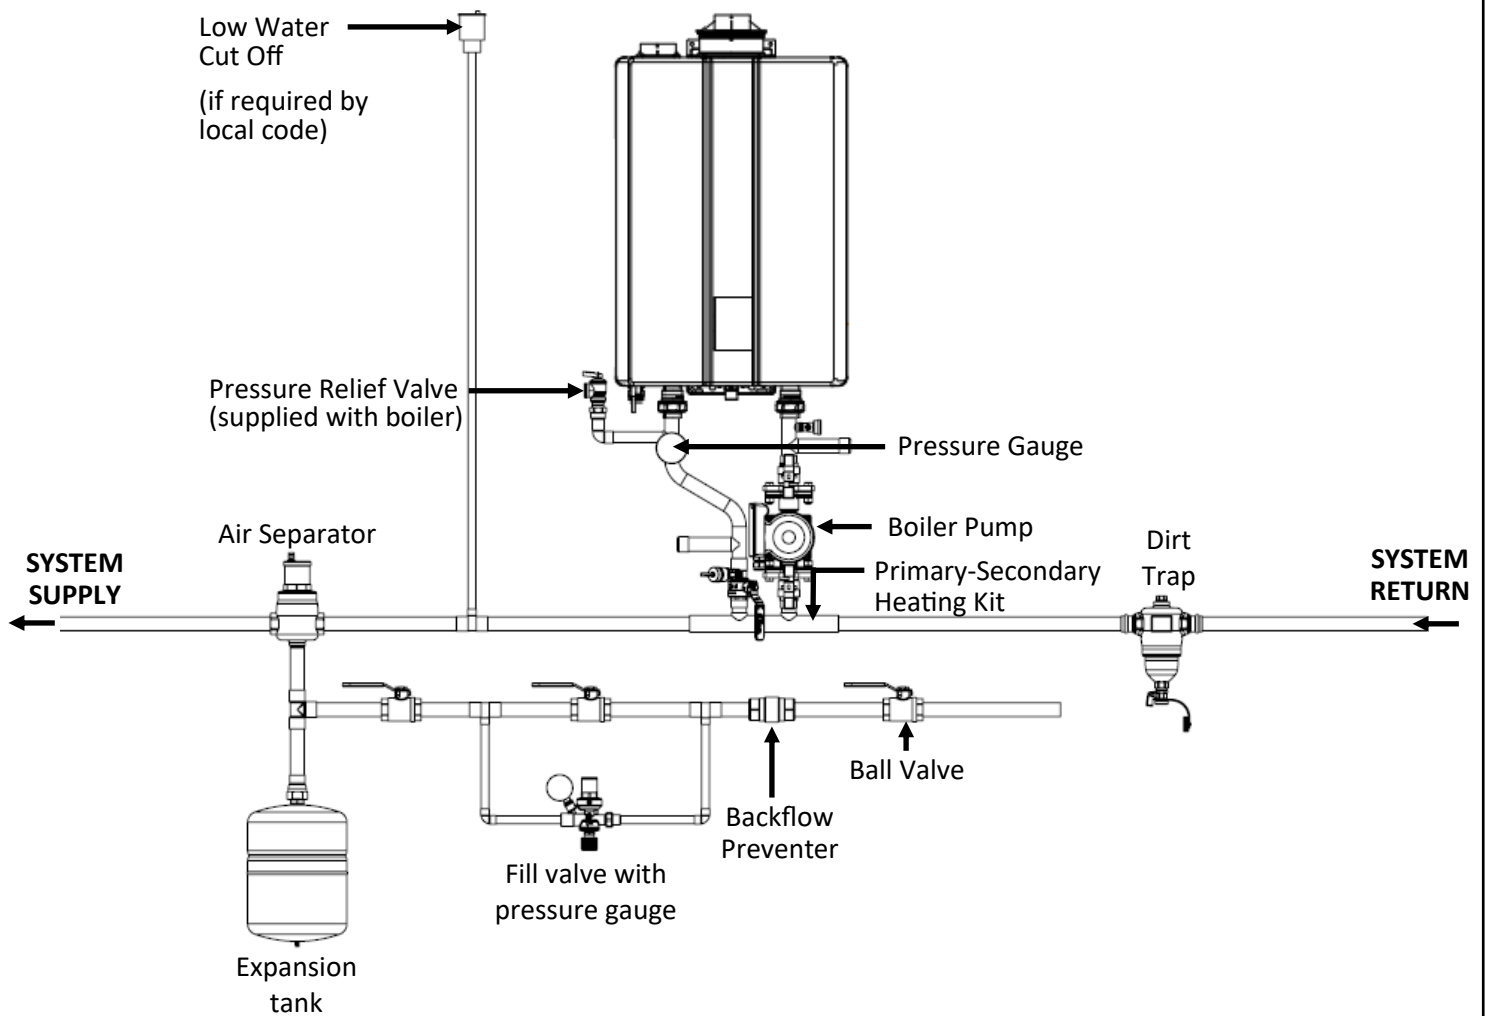 Low Water
Cut Off
(if required by
local code)
Pressure Relief Valve
(supplied with boiler)
Pressure Gauge
Boiler Pump
Primary-Secondary
Heating Kit
Air Separator
SYSTEM
SUPPLY
Dirt
Trap
SYSTEM
RETURN
Ball Valve
Backflow
Preventer
Fill valve with
pressure gauge
Expansion
tank